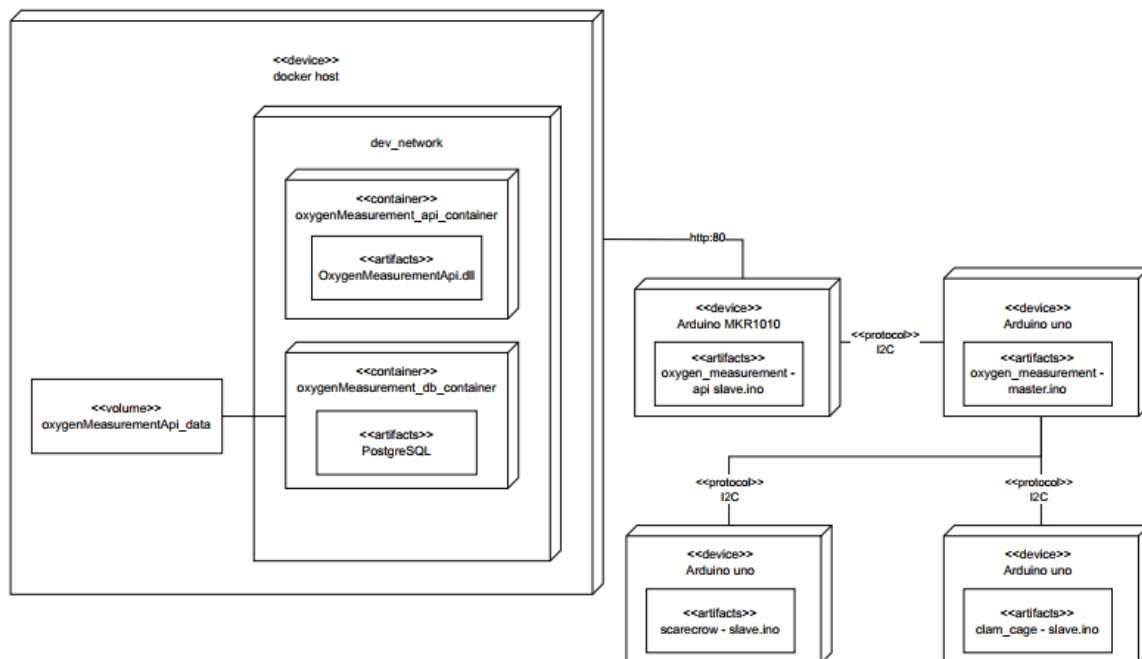 <<device>>
docker host
dev_network
<<container>>
oxygenMeasurement_api_container
<<artifacts>>
OxygenMeasurementApi.dll
<<container>>
oxygenMeasurement_db_container
<<artifacts>>
PostgreSQL
<<volume>>
oxygenMeasurementApi_data
http:80
<<device>>
Arduino MKR1010
<<artifacts>>
oxygen_measurement -
api slave.ino
<<protocol>>
I2C
<<device>>
Arduino uno
<<artifacts>>
oxygen_measurement -
master.ino
<<protocol>>
I2C
<<protocol>>
I2C
<<device>>
Arduino uno
<<artifacts>>
scarecrow - slave.ino
<<device>>
Arduino uno
<<artifacts>>
clam_cage - slave.ino